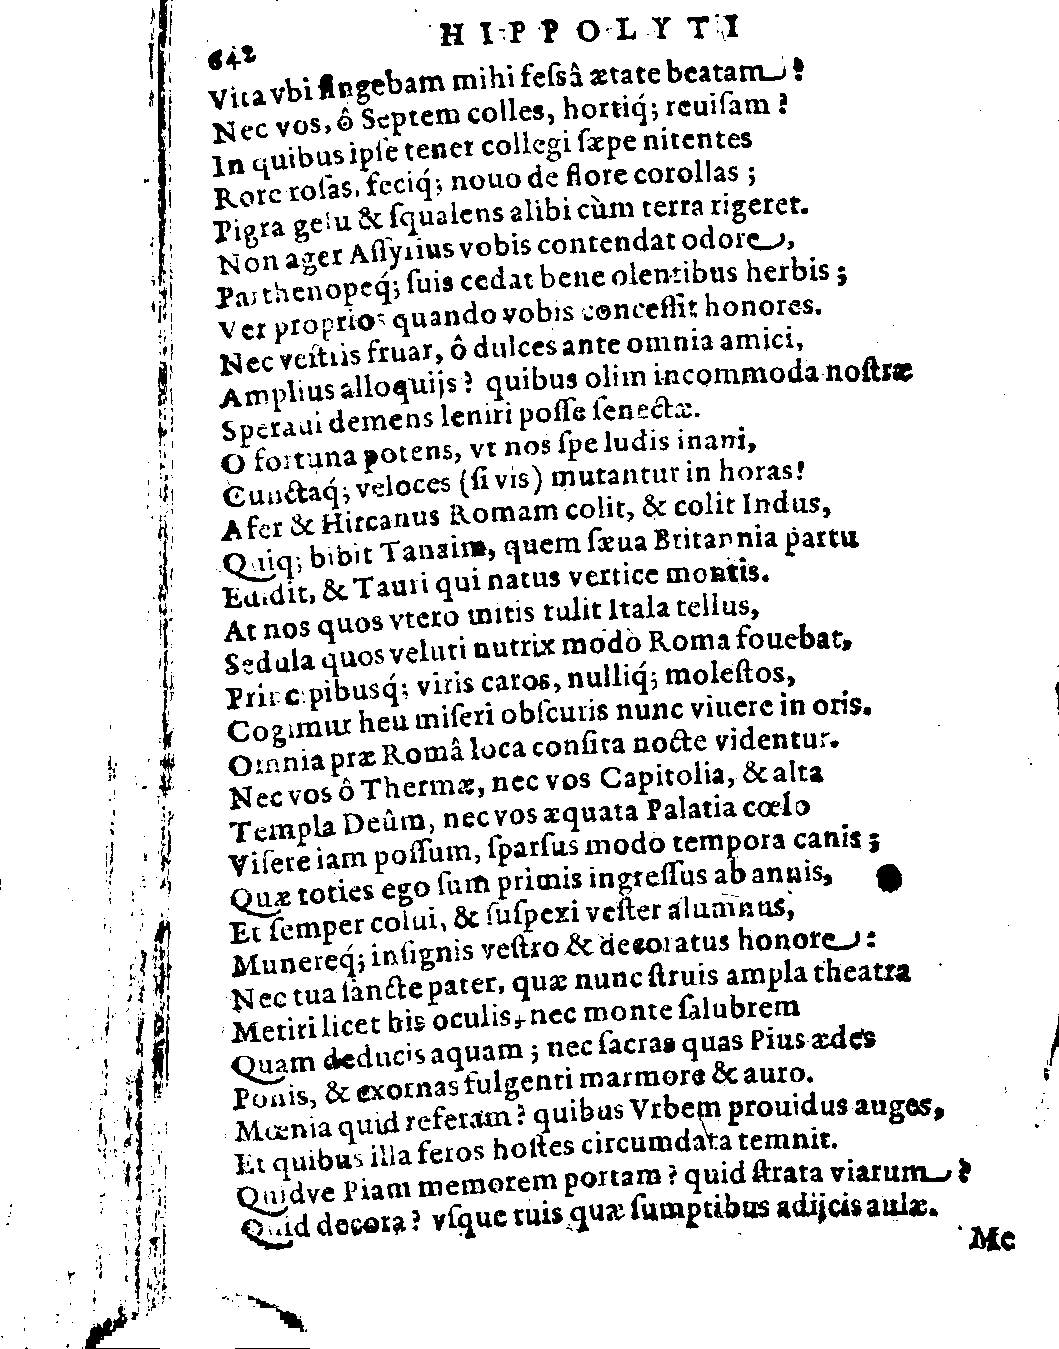 642
HIPPOLYTI
Vita vbi fingebam mihi feſsâ ætate beatam?
Nec vos, ô Septem colles, hortiq́; reuiſam?
In quibus ipſe tener collegi ſæpe nitentes
Rore roſas, feciq́; nouo de flore corollas;
Pigra gelu & ſqualens alibi cùm terra rigeret.
Non ager Aſſyrius vobis contendat odore,
Parthenopeq́; ſuis cedat bene olentibus herbis;
Ver proprios quando vobis conceſſit honores.
Nec veſtris fruar, ô dulces ante omnia amici,
Amplius alloquijs? quibus olim incommoda noſtræ
Speraui demens leniri poſſe ſenectæ.
O fortuna potens, vt nos ſpe ludis inani,
Cunctaq́; veloces (ſi vis) mutantur in horas!
Afer & Hircanus Romam colit, & colit Indus,
Quiq; bibit Tanaim, quem ſæua Britannia partu
Edidit, & Tauri qui natus vertice montis.
At nos quos vtero mitis tulit Itala tellus,
Sedula quos veluti nutrix modò Roma fouebat,
Principibusq́; viris caros, nulliq́; moleſtos,
Cogimur heu miſeri obſcuris nunc viuere in oris.
Omnia præ Româ loca conſita nocte videntur.
Nec vos ô Thermæ, nec vos Capitolia, & alta
Templa Deûm, nec vos æquata Palatia cœlo
Viſere iam poſſum, ſparſus modo tempora canis;
Quæ toties ego ſum primis ingreſſus ab annis,
Et ſemper colui, & ſuſpexi veſter alumnus,
Munereq́; inſignis veſtro & decoratus honore:
Nec tua ſancte pater, quæ nunc ſtruis ampla theatra
Metiri licet his oculis, nec monte ſalubrem
Quam deducis aquam; nec ſacras quas Pius ædes
Ponis, & exornas fulgenti marmore & auro.
Mœnia quid referam? quibus Vrbem prouidus auges,
Et quibus illa feros hoſtes circumdata temnit.
Quidve Piam memorem portam? quid ſtrata viarum?
Quid decora? vſque tuis quæ ſumptibus adijcis aulæ.
Me